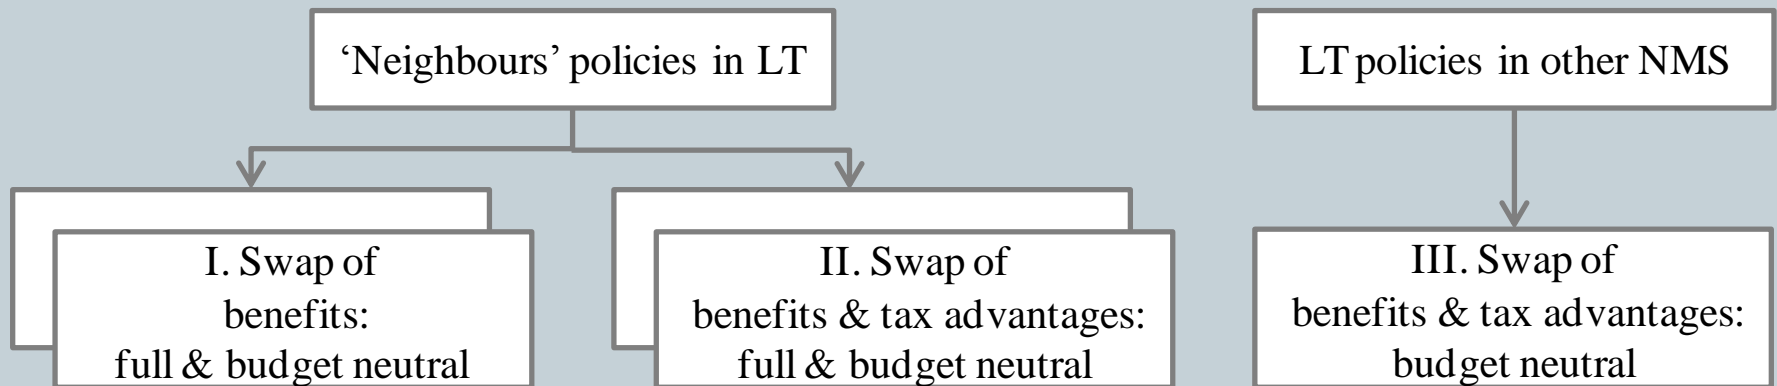 ‘Neighbours’ policies in LT
LT policies in other NMS
I. Swap of
benefits:
full & budget neutral
II. Swap of
benefits & tax advantages:
full & budget neutral
III. Swap of
benefits & tax advantages:
budget neutral